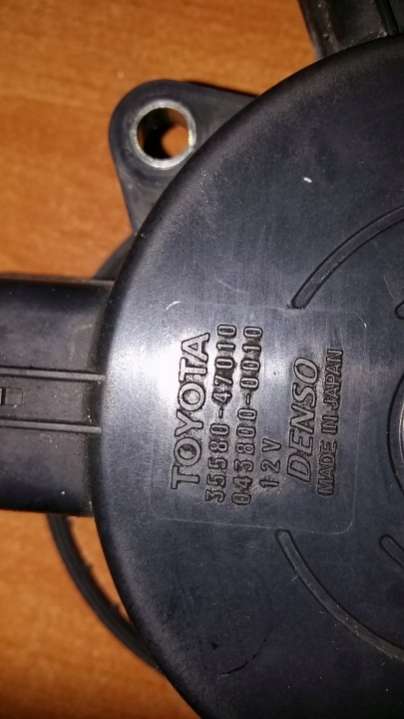 TOYOTA
35580-47010
043800-0010
12V
DENSO
MADE IN JAPAN